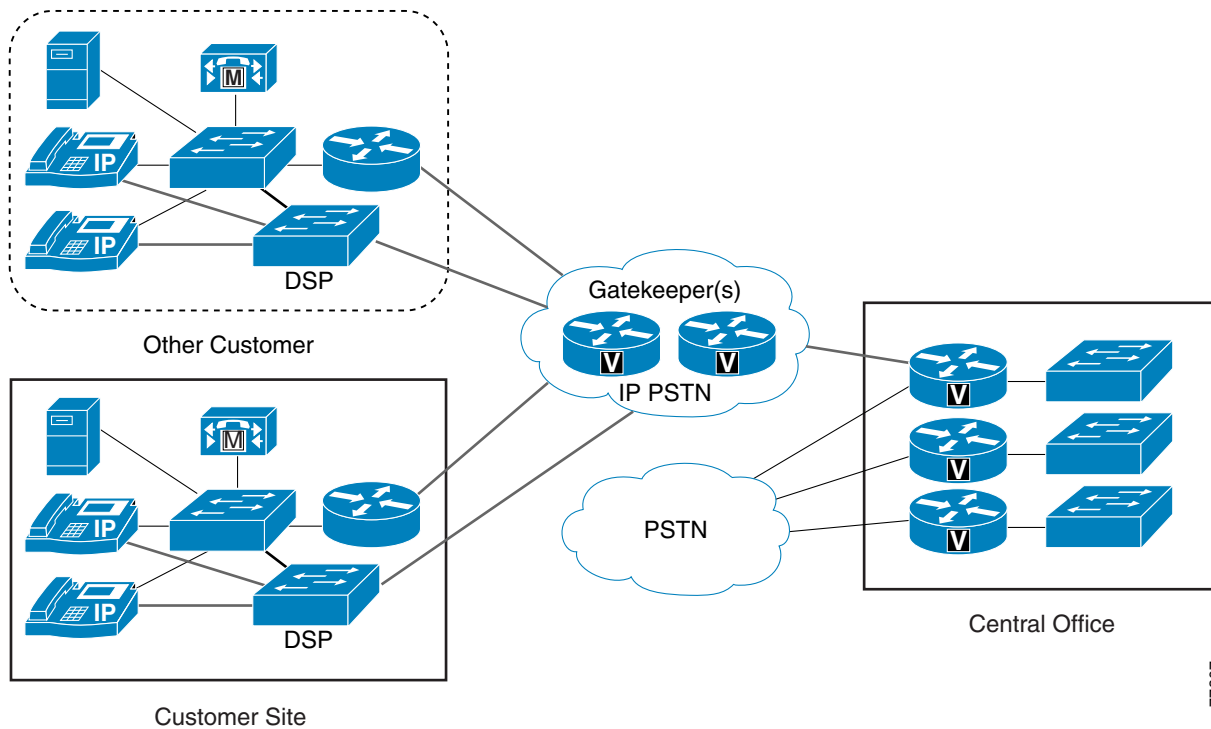 M
IP
IP
DSP
Other Customer
Gatekeeper(s)
V
V
IP PSTN
M
IP
IP
DSP
Customer Site
PSTN
V
V
V
Central Office